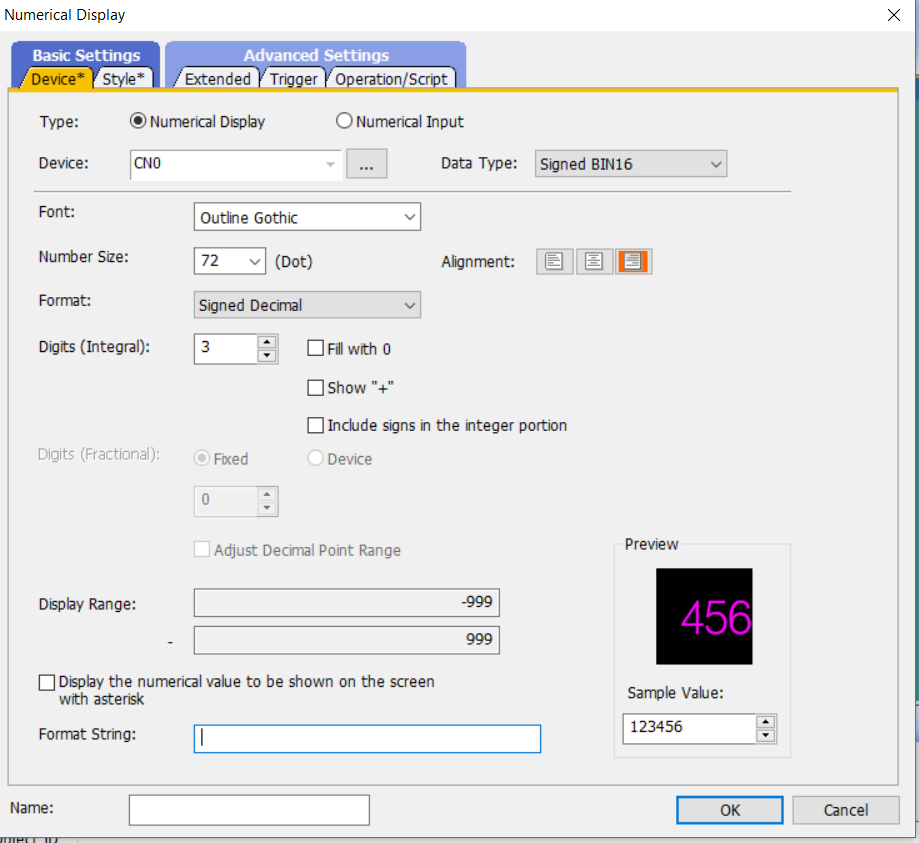 Numerical Display
Basic Settings
Advanced Settings
Device*
Style*
Extended
Trigger
Operation/Script
Type:
Numerical Display
Numerical Input
Device:
CN0
...
Data Type:
Signed BIN16
Font:
Outline Gothic
Number Size:
72
(Dot)
Alignment:
Format:
Signed Decimal
Digits (Integral):
3
Fill with 0
Show "+"
Include signs in the integer portion
Digits (Fractional):
Fixed
Device
0
Adjust Decimal Point Range
Preview
456
Display Range:
-999
-
999
Display the numerical value to be shown on the screen
with asterisk
Sample Value:
123456
Format String:
Name:
OK
Cancel